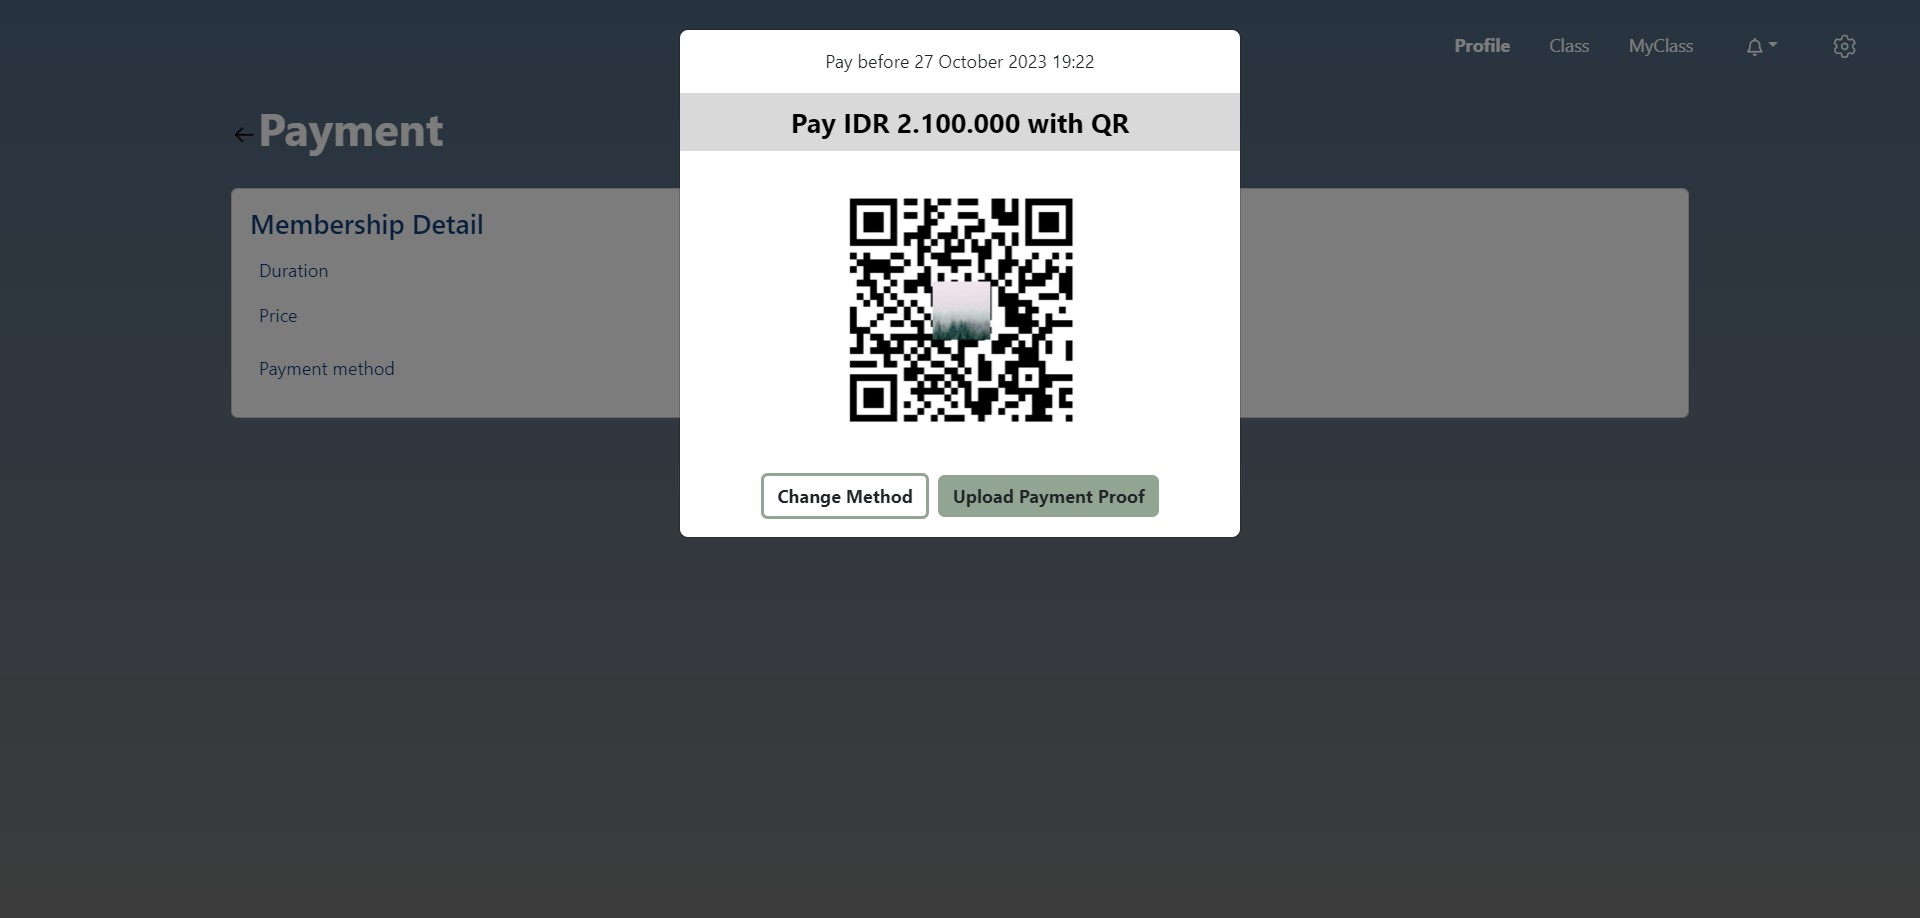 Pay before 27 October 2023 19:22
Profile Class MyClass
Pay IDR 2.100.000 with QR
Payment
Membership Detail
Duration
Price
Payment method
Change Method Upload Payment Proof